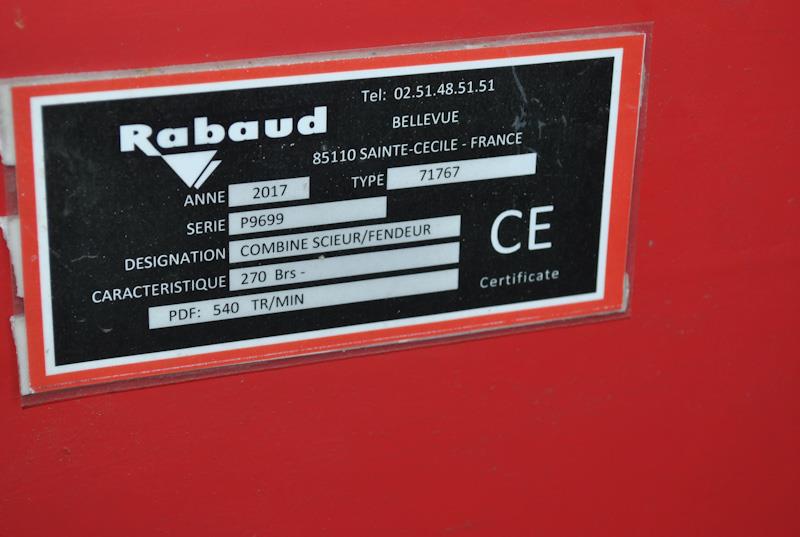 Rabaud
Tel: 02.51.48.51.51
BELLEVUE
85110 SAINTE-CECILE - FRANCE
ANNE 2017 TYPE 71767
SERIE P9699
DESIGNATION COMBINE SCIEUR/FENDEUR
CARACTERISTIQUE 270 Brs -
PDF: 540 TR/MIN
CE
Certificate